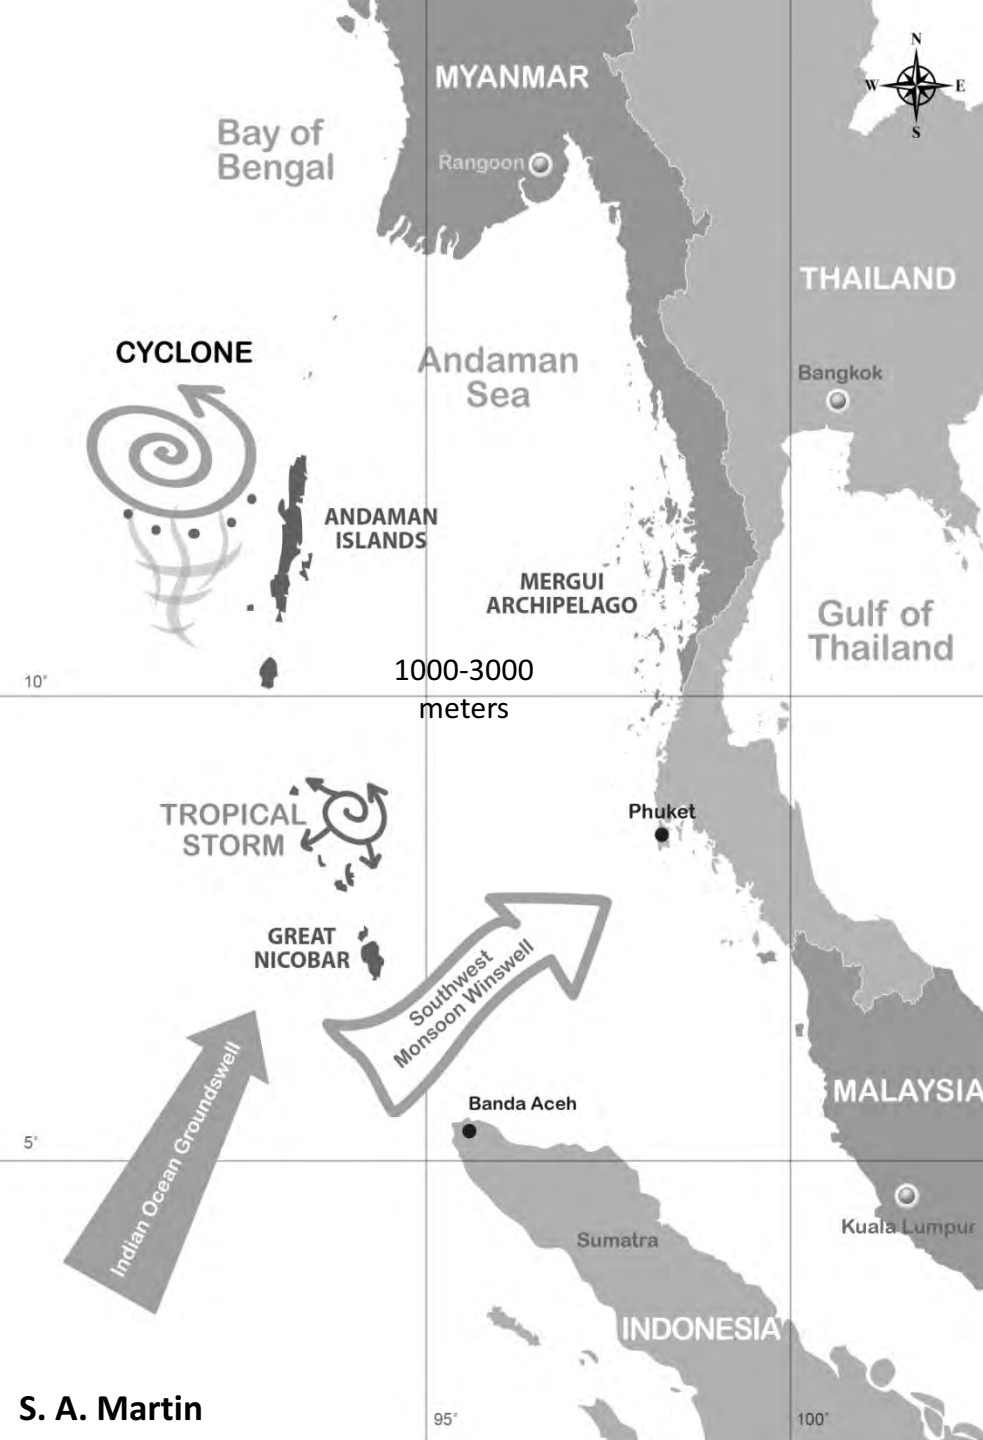 N
MYANMAR
W
E
S
Bay of
Bengal
Rangoon
THAILAND
CYCLONE
Andaman
Sea
Bangkok
ANDAMAN
ISLANDS
MERGUI
ARCHIPELAGO
Gulf of
Thailand
1000-3000
meters
10°
TROPICAL
STORM
Phuket
GREAT
NICOBAR
Southwest
Monsoon Winswell
Indian Ocean Groundswell
MALAYSIA
Banda Aceh
5°
Kuala Lumpur
Sumatra
INDONESIA
S. A. Martin
95°
100°